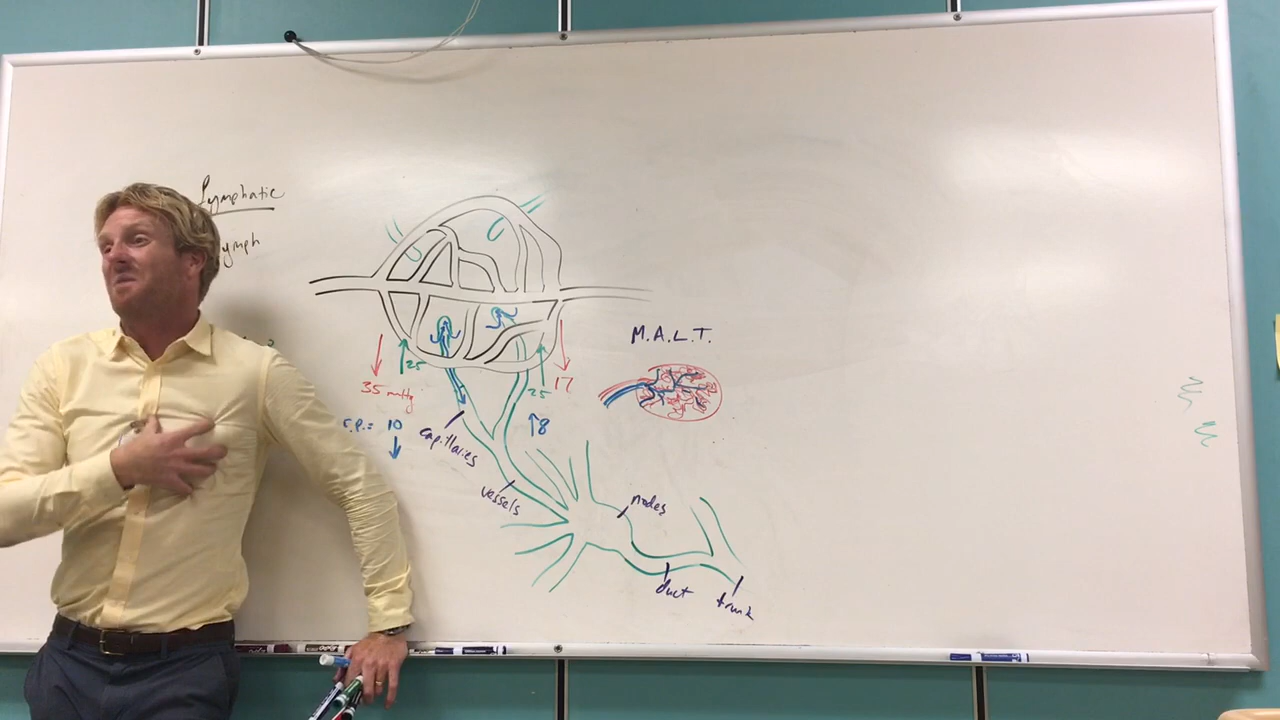 Lymphatic
lymph
M.A.L.T.
25
35 mmHg
25
17
c.p. = 10
8
capillaries
vessels
nodes
duct
trunk